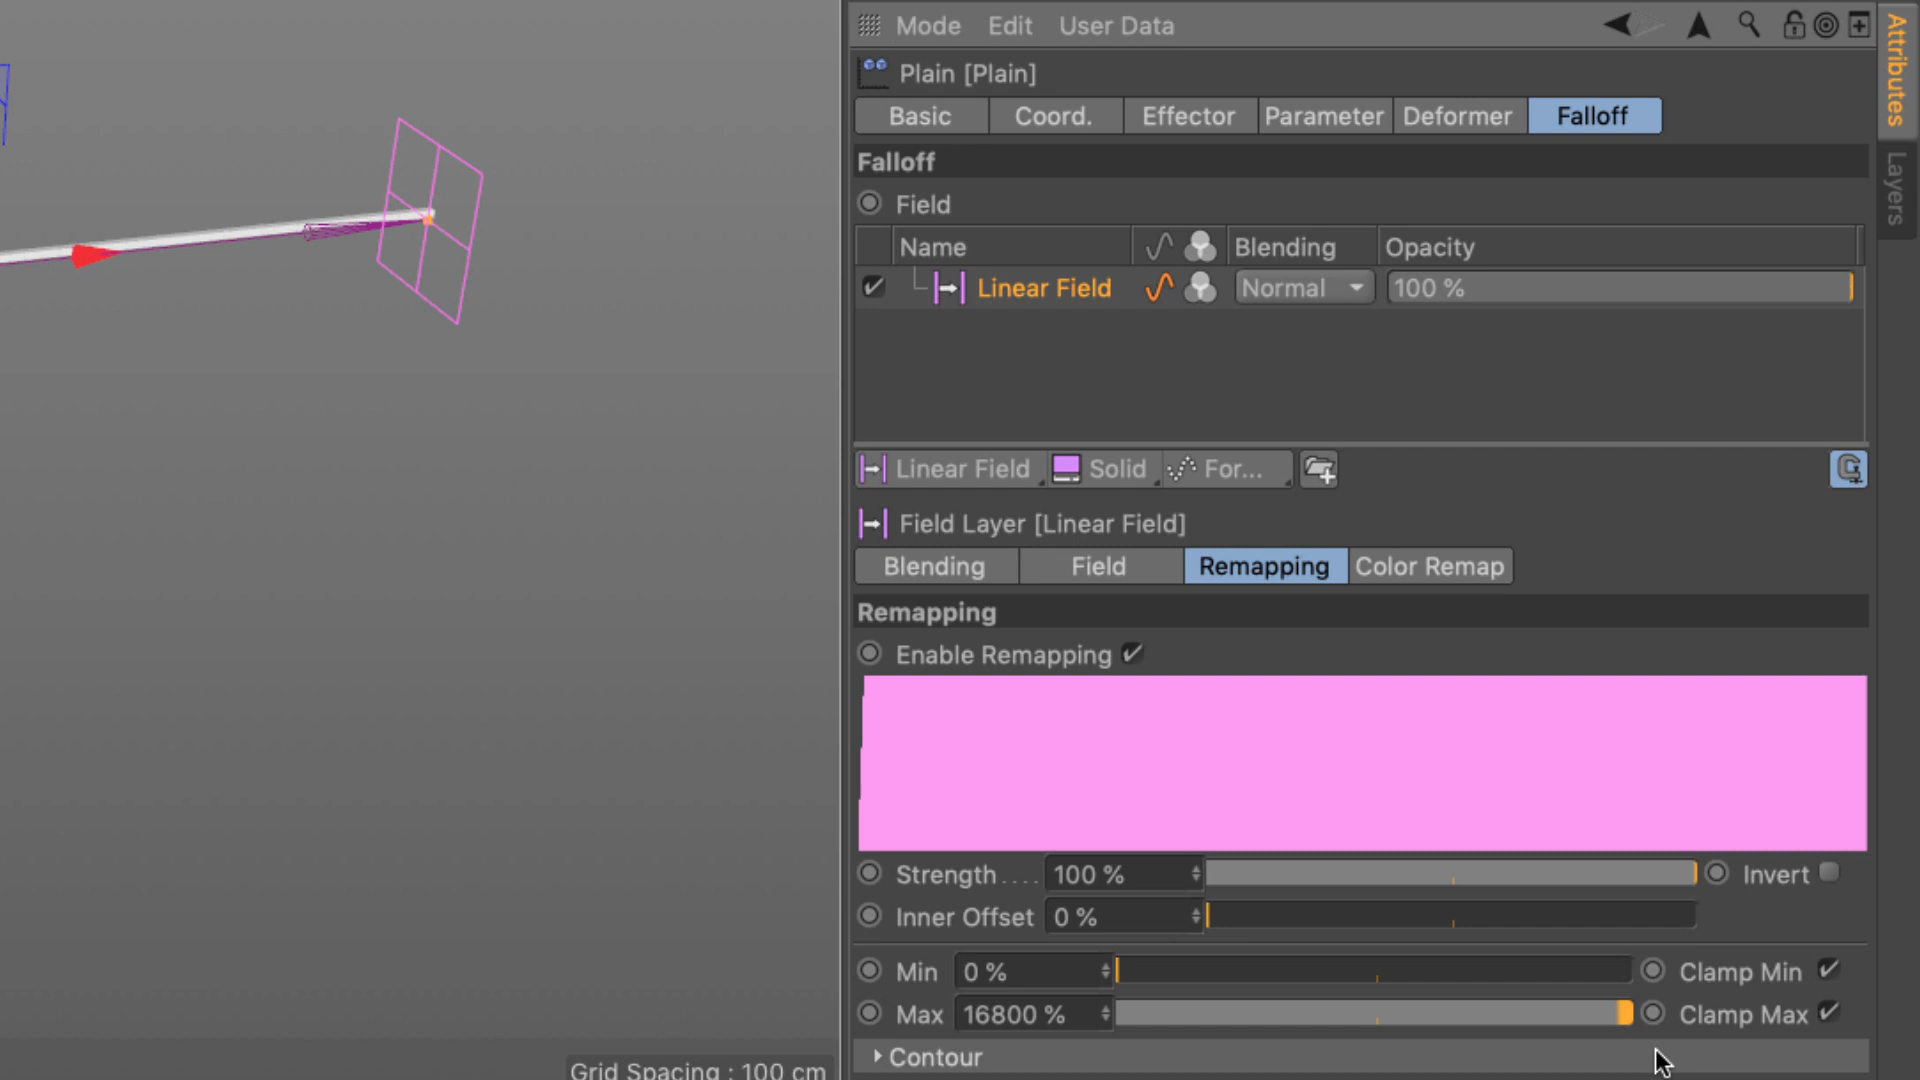 Mode Edit User Data
Plain [Plain]
Basic Coord. Effector Parameter Deformer Falloff
Falloff
Field
Name Blending Opacity
Linear Field Normal 100 %
Linear Field Solid For...
Field Layer [Linear Field]
Blending Field Remapping Color Remap
Remapping
Enable Remapping
Strength.... 100 % Invert
Inner Offset 0 %
Min 0 % Clamp Min
Max 16800 % Clamp Max
Contour
Attributes
Layers
Grid Spacing : 100 cm